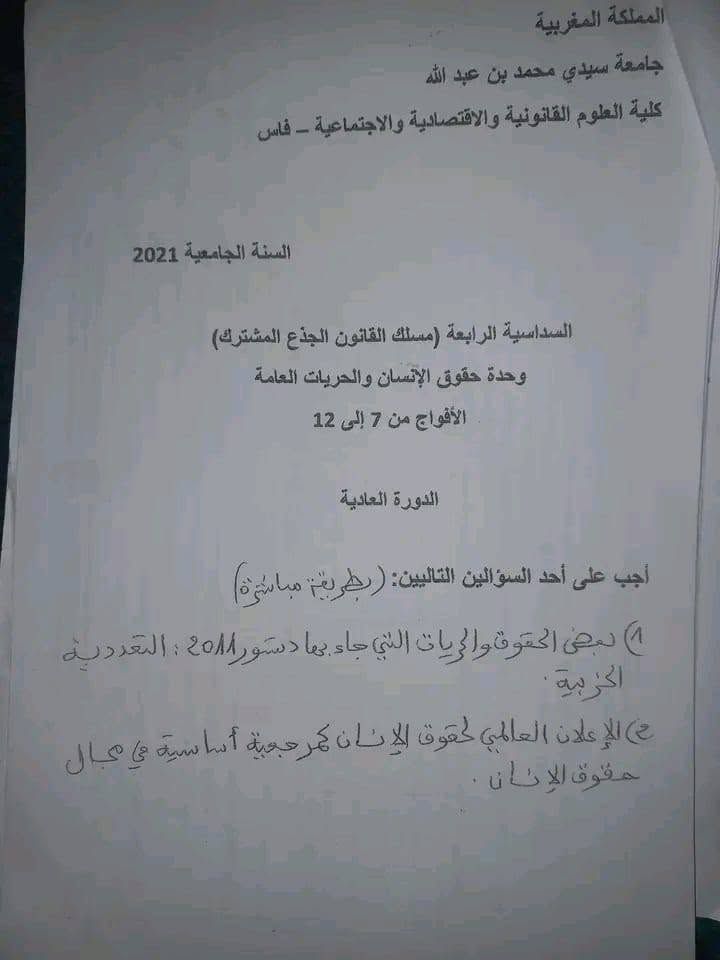 المملكة المغربية
جامعة سيدي محمد بن عبد الله
كلية العلوم القانونية والاقتصادية والاجتماعية – فاس
السنة الجامعية 2021
السداسية الرابعة (مسلك القانون الجذع المشترك)
وحدة حقوق الإنسان والحريات العامة
الأفواج من 7 إلى 12
الدورة العادية
أجب على أحد السؤالين التاليين: (بطريقة مباشرة)
1) بعض الحقوق والحريات التي جاء بها دستور 2011 : التعددية
الحزبية.
2) الإعلان العالمي لحقوق الإنسان كمرجعية أساسية في مجال
حقوق الإنسان.